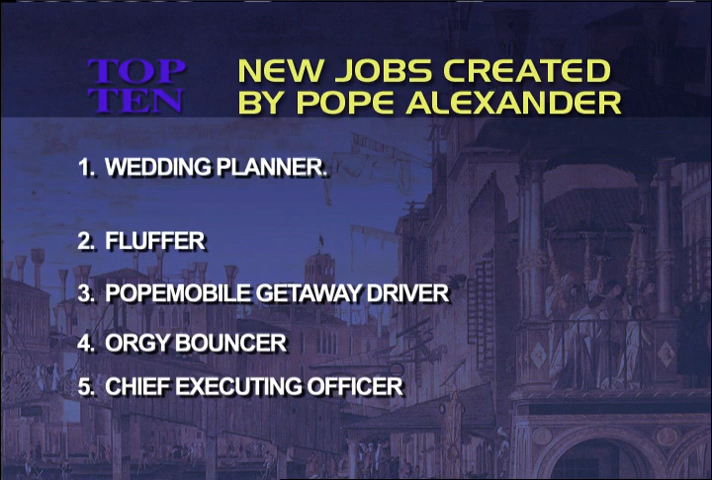 TOP
TEN
NEW JOBS CREATED
BY POPE ALEXANDER
1. WEDDING PLANNER.
2. FLUFFER
3. POPEMOBILE GETAWAY DRIVER
4. ORGY BOUNCER
5. CHIEF EXECUTING OFFICER